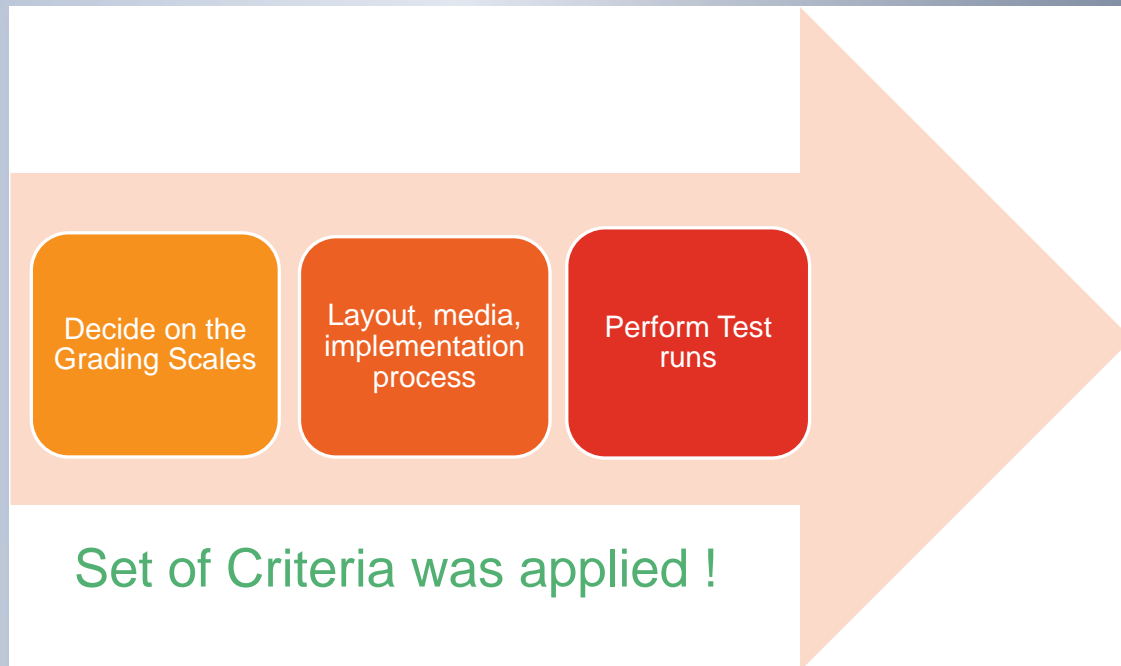 Decide on the
Grading Scales
Layout, media,
implementation
process
Perform Test
runs
Set of Criteria was applied !